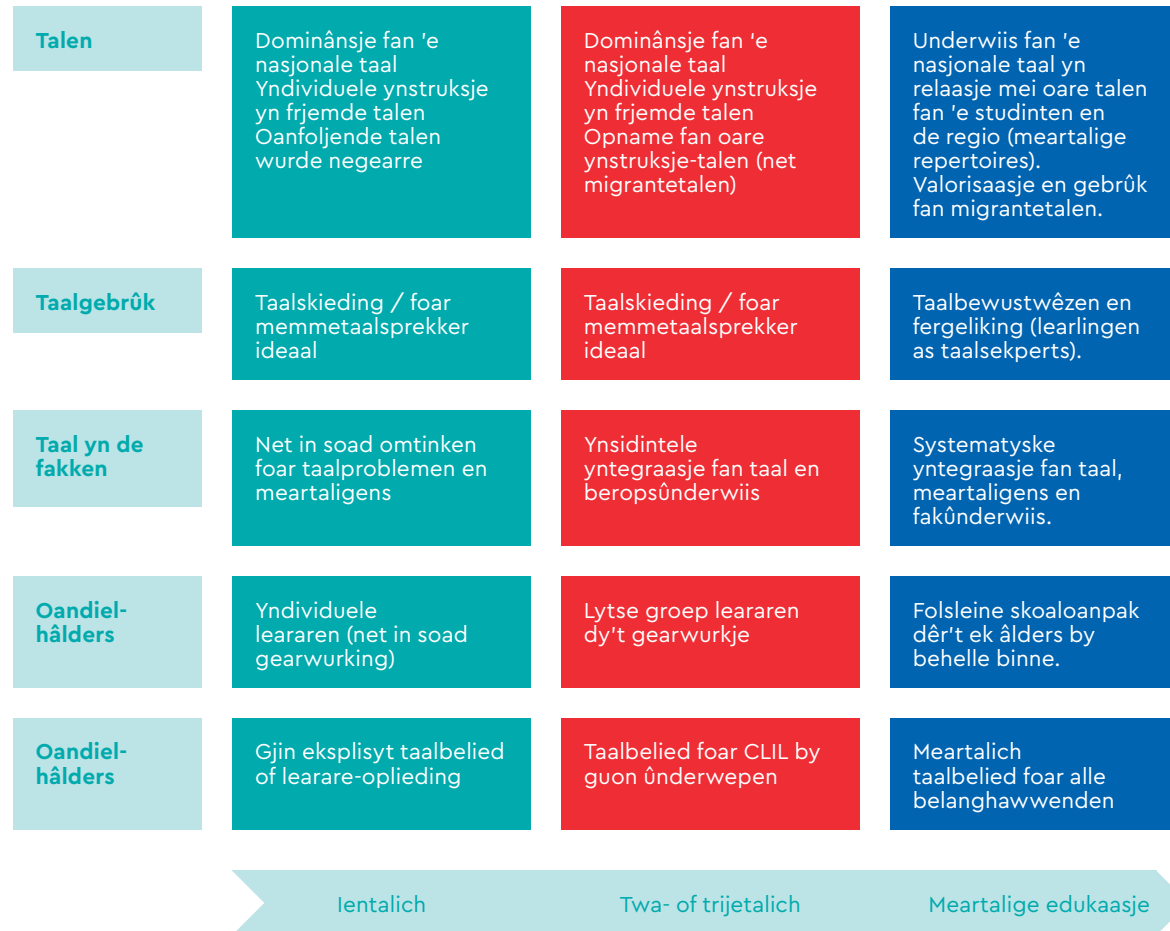 Talen
Dominânsje fan ’e
nasjonale taal
Yndividuele ynstruksje
yn frjemde talen
Oanfoljende talen
wurde negearre
Dominânsje fan ‘e
nasjonale taal
Yndividuele ynstruksje
yn frjemde talen
Opname fan oare
ynstruksje-talen (net
migrantetalen)
Underwiis fan ’e
nasjonale taal yn
relaasje mei oare talen
fan ’e studinten en
de regio (meartalige
repertoires).
Valorisaasje en gebrûk
fan migrantetalen.
Taalgebrûk
Taalskieding / foar
memmetaalsprekker
ideaal
Taalskieding / foar
memmetaalsprekker
ideaal
Taalbewustwêzen en
fergeliking (learlingen
as taalsekperts).
Taal yn de
fakken
Net in soad omtinken
foar taalproblemen en
meartaligens
Ynsidintele
yntegraasje fan taal en
beropsûnderwiis
Systematyske
yntegraasje fan taal,
meartaligens en
fakûnderwiis.
Oandiel-
hâlders
Yndividuele
leararen (net in soad
gearwurking)
Lytse groep leararen
dy’t gearwurkje
Folsleine skoaloanpak
dêr’t ek âlders by
behelle binne.
Oandiel-
hâlders
Gjin eksplisyt taalbelied
of learare-oplieding
Taalbelied foar CLIL by
guon ûnderwepen
Meartalich
taalbelied foar alle
belanghawwenden
Ientalich
Twa- of trijetalich
Meartalige edukaasje